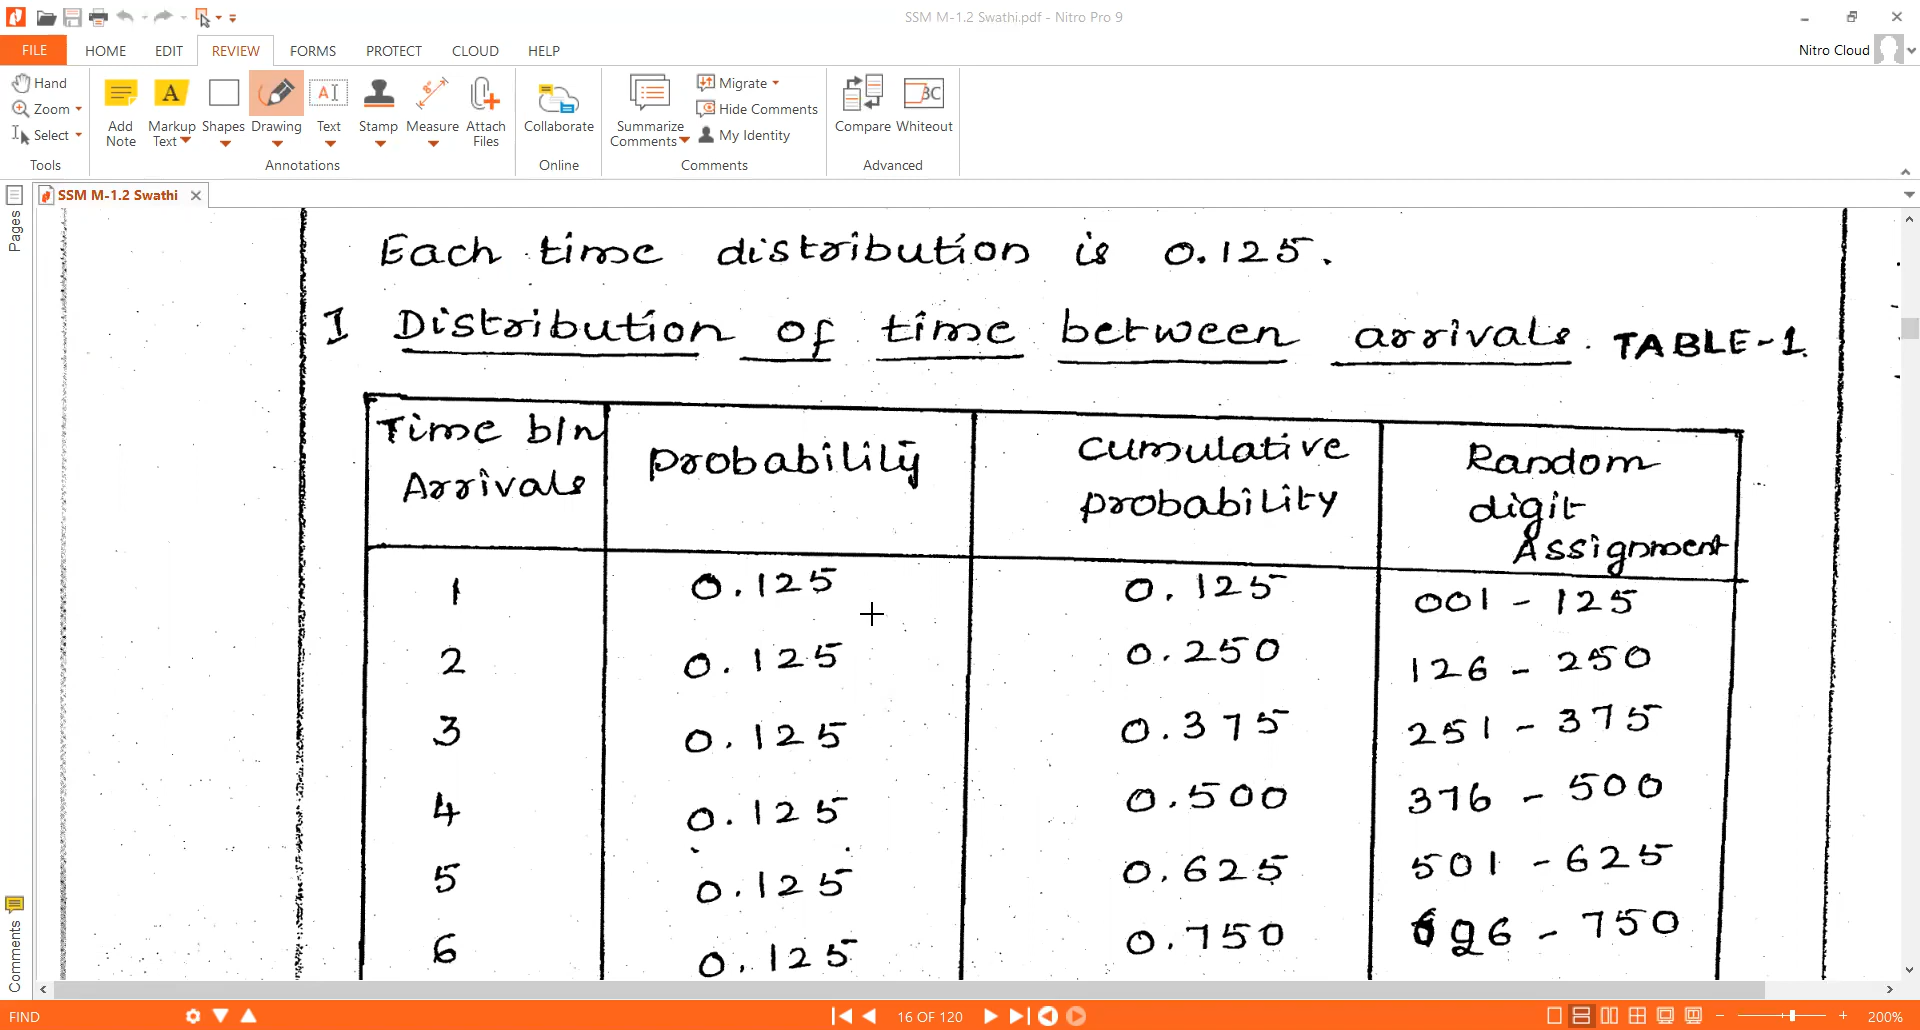 SSM M-1.2 Swathi.pdf - Nitro Pro 9
FILE HOME EDIT REVIEW FORMS PROTECT CLOUD HELP
Nitro Cloud
Hand
Zoom
Select
Tools
Add Note
Markup Text
Shapes
Drawing
Text
Stamp
Measure
Attach Files
Annotations
Collaborate
Online
Summarize Comments
Migrate
Hide Comments
My Identity
Comments
Compare
Whiteout
Advanced
SSM M-1.2 Swathi
Pages
Each time distribution is 0.125.
I Distribution of time between arrivals. TABLE-1
Time b/n Arrivals
probability
Cumulative probability
Random digit Assignment
1 0.125 0.125 001 - 125
2 0.125 0.250 126 - 250
3 0.125 0.375 251 - 375
4 0.125 0.500 376 - 500
5 0.125 0.625 501 - 625
6 0.125 0.750 626 - 750
Comments
FIND
16 OF 120
200%